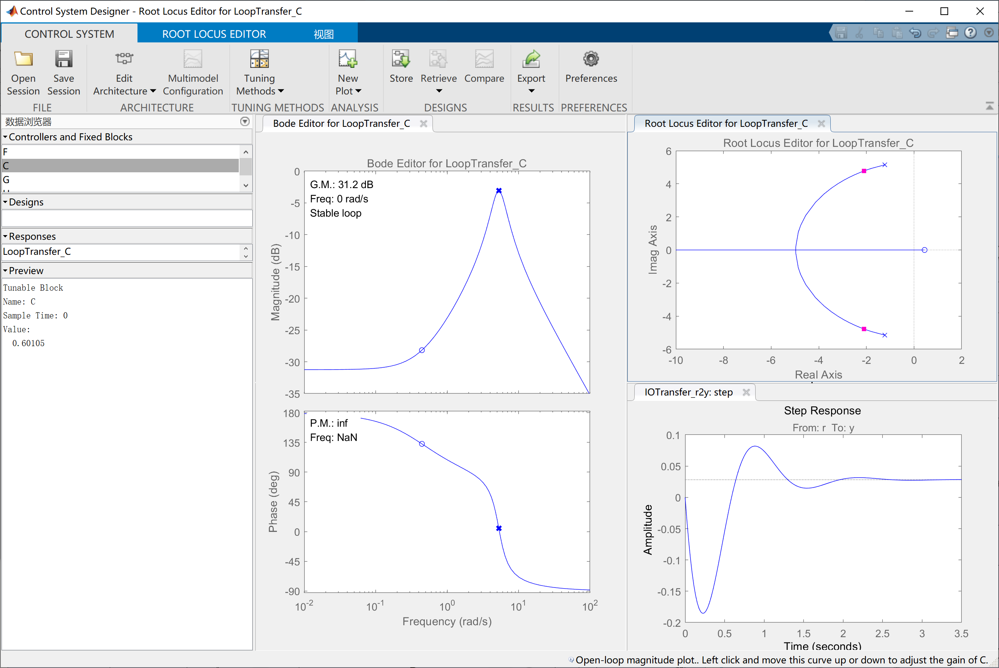 Control System Designer - Root Locus Editor for LoopTransfer_C
CONTROL SYSTEM
ROOT LOCUS EDITOR
视图
Open Session
Save Session
Edit Architecture
Multimodel Configuration
Tuning Methods
New Plot
Store
Retrieve
Compare
Export
Preferences
FILE
ARCHITECTURE
TUNING METHODS
ANALYSIS
DESIGNS
RESULTS
PREFERENCES
数据浏览器
Controllers and Fixed Blocks
F
C
G
Designs
Responses
LoopTransfer_C
Preview
Tunable Block
Name: C
Sample Time: 0
Value:
0.60105
Bode Editor for LoopTransfer_C
Bode Editor for LoopTransfer_C
G.M.: 31.2 dB
Freq: 0 rad/s
Stable loop
Magnitude (dB)
0
-5
-10
-15
-20
-25
-30
-35
P.M.: inf
Freq: NaN
Phase (deg)
180
135
90
45
0
-45
-90
10-2
10-1
100
101
102
Frequency (rad/s)
Root Locus Editor for LoopTransfer_C
Root Locus Editor for LoopTransfer_C
Imag Axis
6
4
2
0
-2
-4
-6
-10
-8
-6
-4
-2
0
2
Real Axis
IOTransfer_r2y: step
Step Response
From: r To: y
Amplitude
0.1
0.05
0
-0.05
-0.1
-0.15
-0.2
0
0.5
1
1.5
2
2.5
3
3.5
Time (seconds)
Open-loop magnitude plot.. Left click and move this curve up or down to adjust the gain of C.